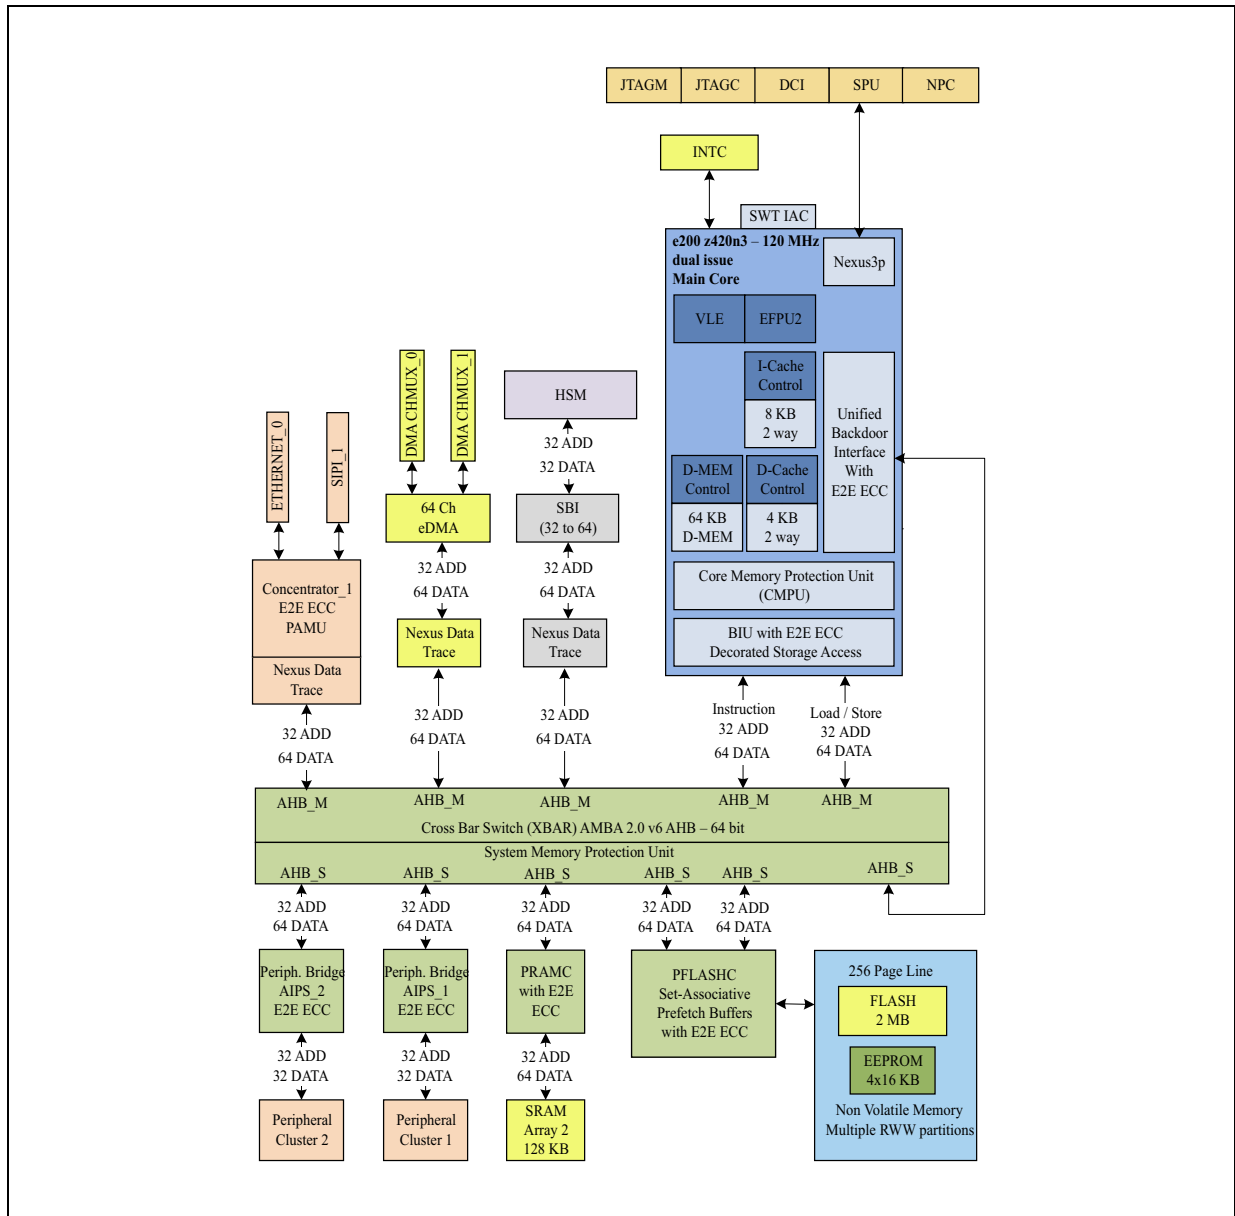 JTAGM JTAGC DCI SPU NPC
INTC
SWT IAC
e200 z420n3 – 120 MHz
dual issue
Main Core
Nexus3p
VLE EFPU2
I-Cache
Control
8 KB
2 way
Unified
Backdoor
Interface
With
E2E ECC
D-MEM
Control
64 KB
D-MEM
D-Cache
Control
4 KB
2 way
Core Memory Protection Unit
(CMPU)
BIU with E2E ECC
Decorated Storage Access
ETHERNET_0
SIPI_1
DMA CHMUX_0
DMA CHMUX_1
HSM
32 ADD
32 DATA
64 Ch
eDMA
SBI
(32 to 64)
32 ADD
64 DATA
32 ADD
64 DATA
Concentrator_1
E2E ECC
PAMU
Nexus Data
Trace
Nexus Data
Trace
Nexus Data
Trace
32 ADD
64 DATA
32 ADD
64 DATA
32 ADD
64 DATA
Instruction
32 ADD
64 DATA
Load / Store
32 ADD
64 DATA
AHB_M AHB_M AHB_M AHB_M AHB_M
Cross Bar Switch (XBAR) AMBA 2.0 v6 AHB – 64 bit
System Memory Protection Unit
AHB_S AHB_S AHB_S AHB_S AHB_S AHB_S
32 ADD
64 DATA
32 ADD
64 DATA
32 ADD
64 DATA
32 ADD
64 DATA
32 ADD
64 DATA
Periph. Bridge
AIPS_2
E2E ECC
Periph. Bridge
AIPS_1
E2E ECC
PRAMC
with E2E
ECC
PFLASHC
Set-Associative
Prefetch Buffers
with E2E ECC
256 Page Line
FLASH
2 MB
EEPROM
4x16 KB
Non Volatile Memory
Multiple RWW partitions
32 ADD
32 DATA
32 ADD
32 DATA
32 ADD
64 DATA
Peripheral
Cluster 2
Peripheral
Cluster 1
SRAM
Array 2
128 KB